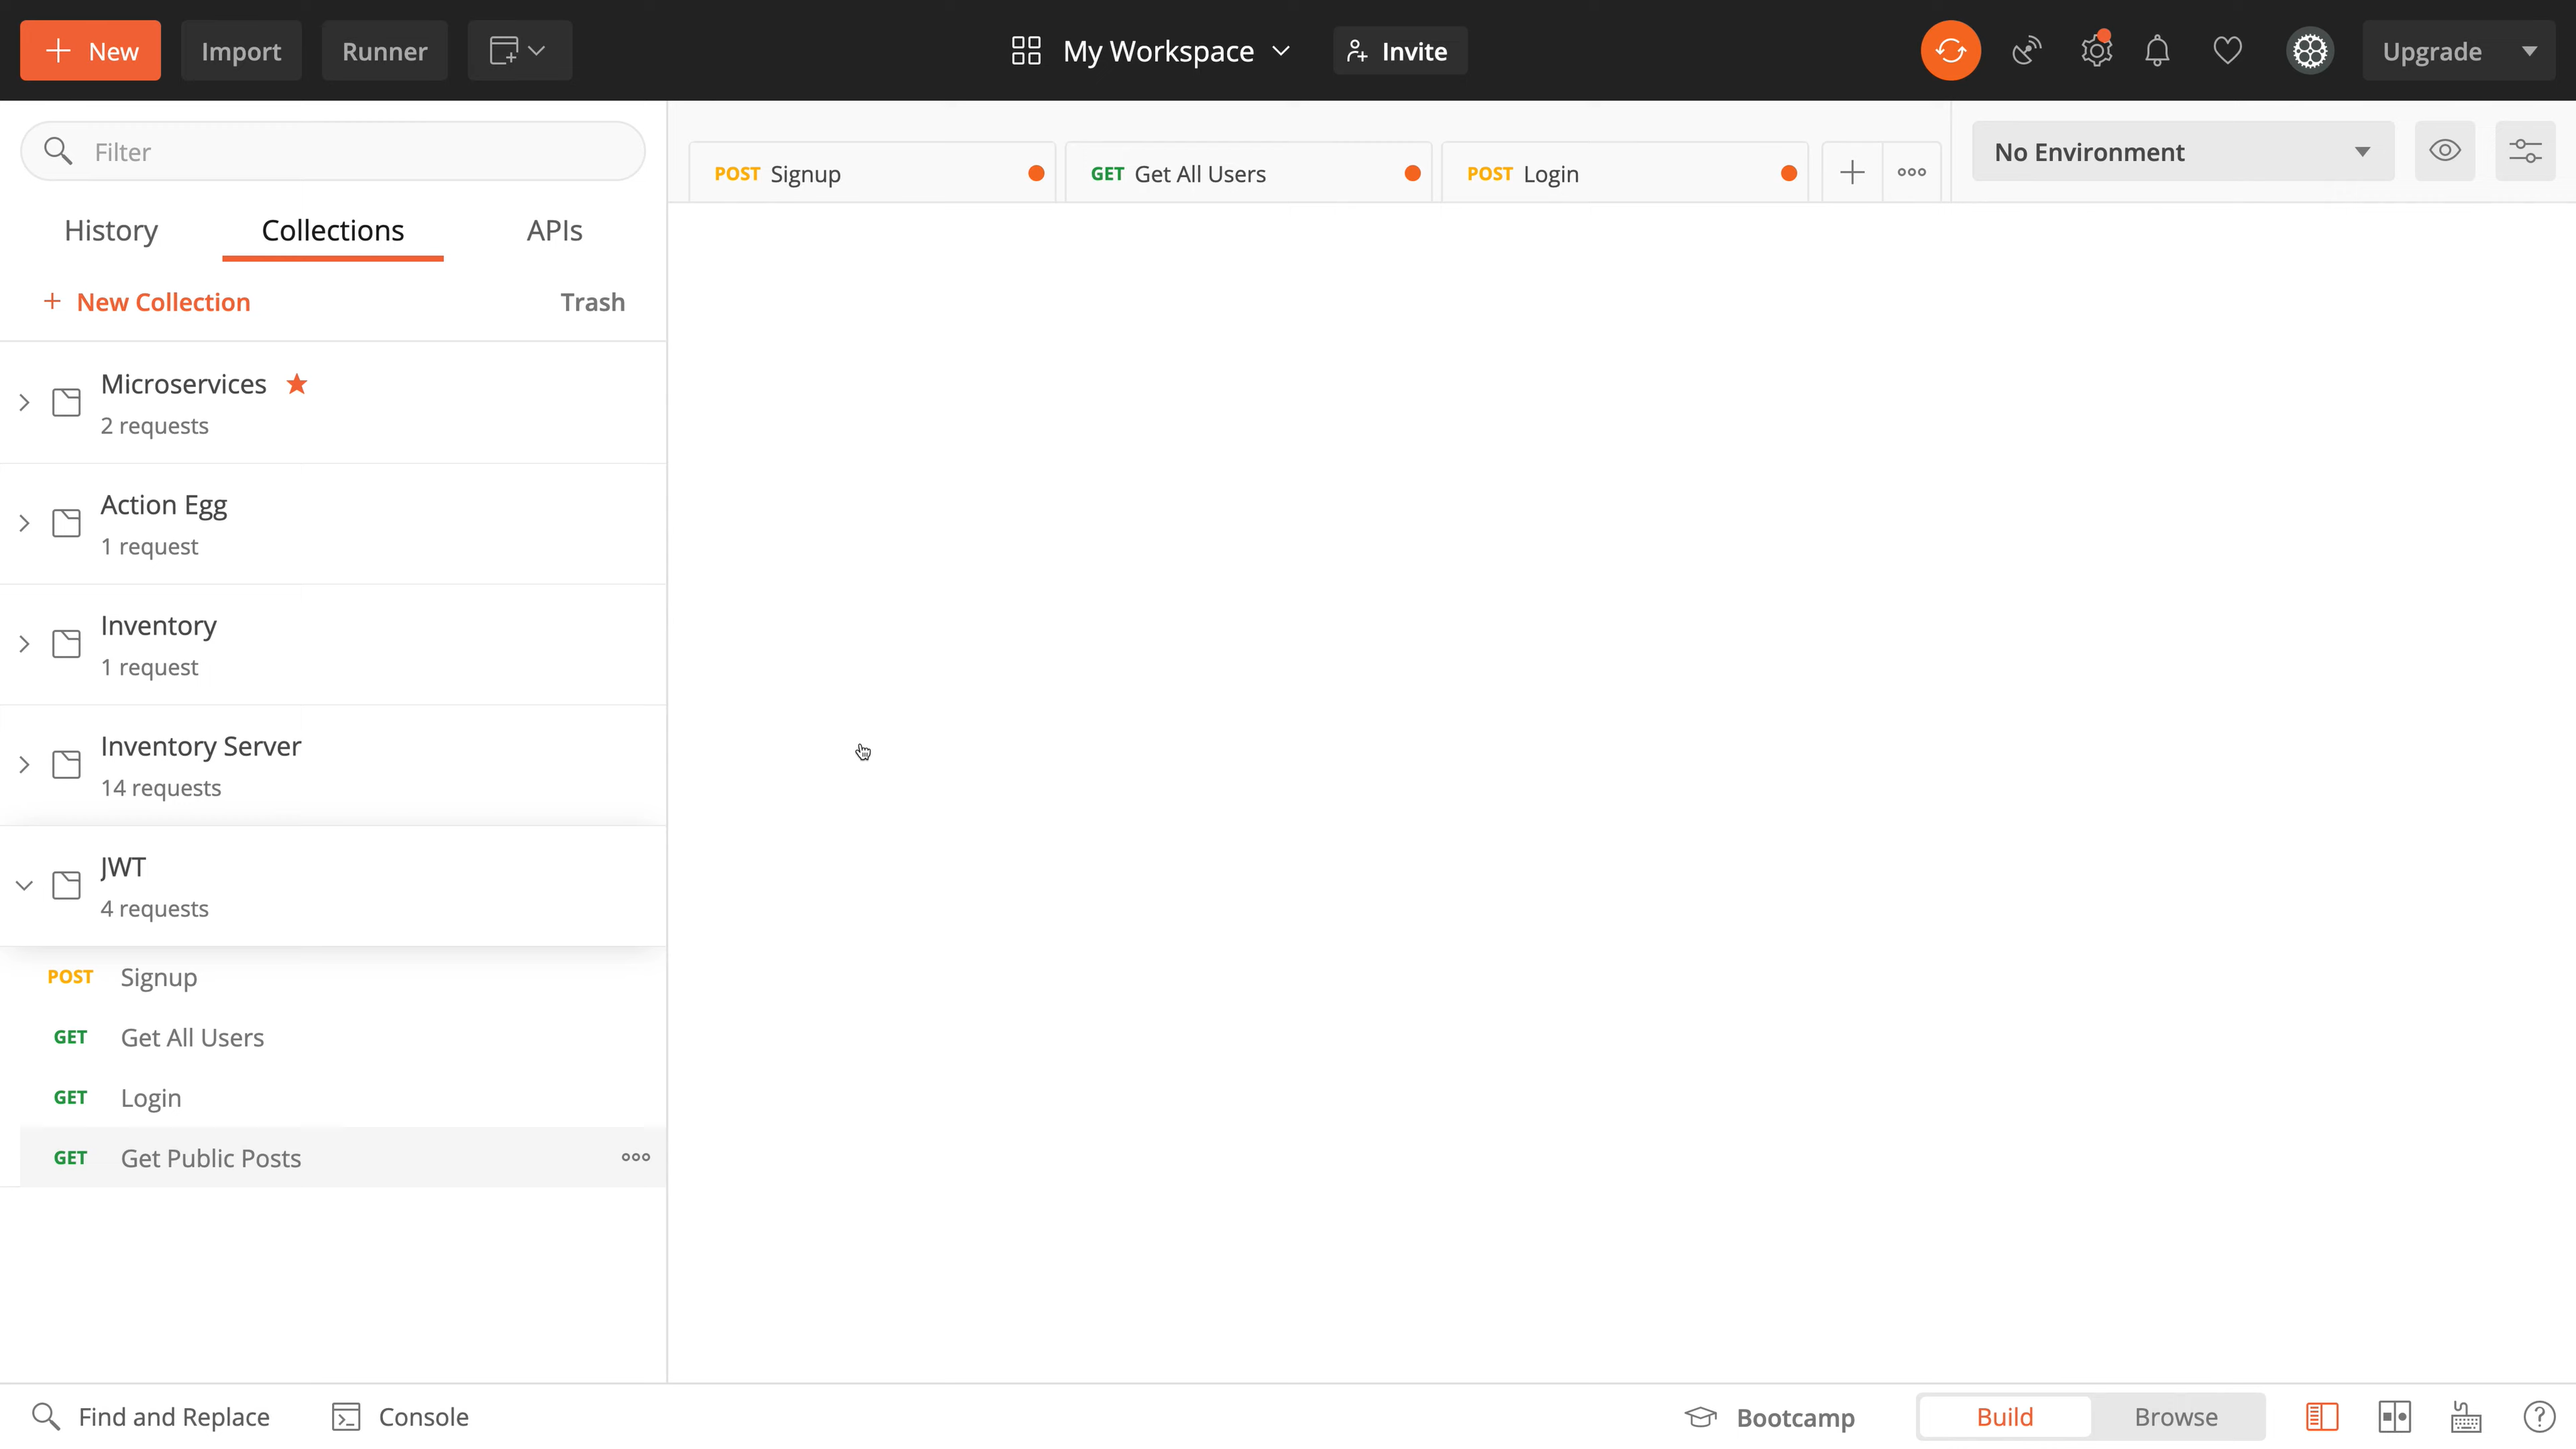 New
Import
Runner
My Workspace
Invite
Upgrade
Filter
POST Signup
GET Get All Users
POST Login
No Environment
History
Collections
APIs
+ New Collection
Trash
Microservices
2 requests
Action Egg
1 request
Inventory
1 request
Inventory Server
14 requests
JWT
4 requests
POST Signup
GET Get All Users
GET Login
GET Get Public Posts
Find and Replace
Console
Bootcamp
Build
Browse